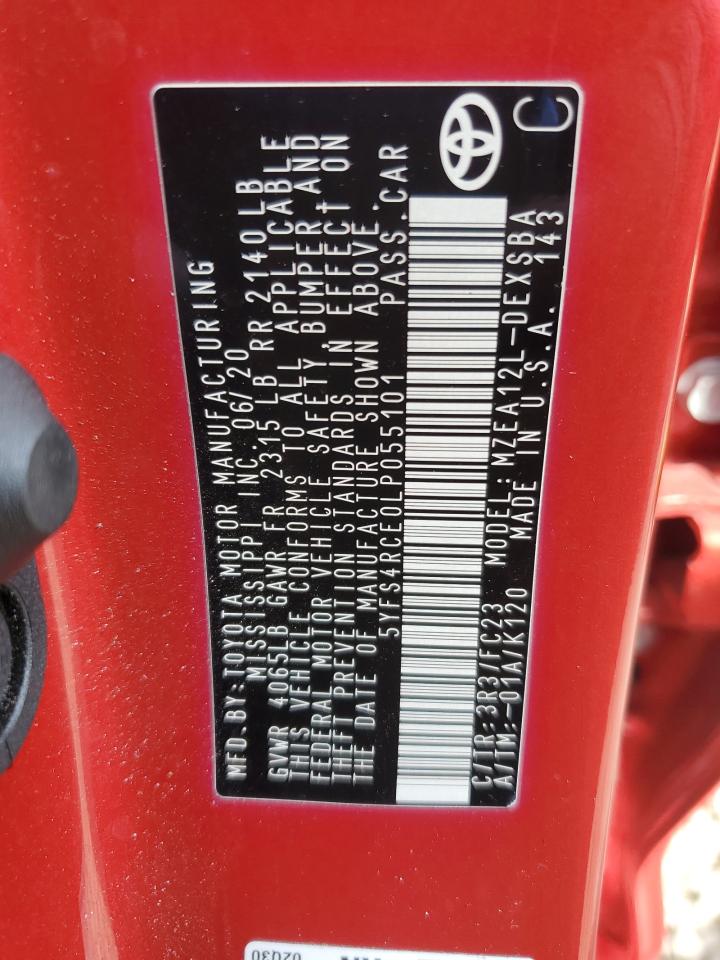 MFD.BY:TOYOTA MOTOR MANUFACTURING
MISSISSIPPI INC.06/20
GVWR 4065LB GAWR FR 2315 LB RR 2140LB
THIS VEHICLE CONFORMS TO ALL APPLICABLE
FEDERAL MOTOR VEHICLE SAFETY, BUMPER, AND
THEFT PREVENTION STANDARDS IN EFFECT ON
THE DATE OF MANUFACTURE SHOWN ABOVE.
5YFS4RCE0LP055101 PASS.CAR
C/TR:3R3/FC23 MODEL:MZEA12L-DEXSBA
A/TM:-01A/K120 MADE IN U.S.A. 143
C
02030